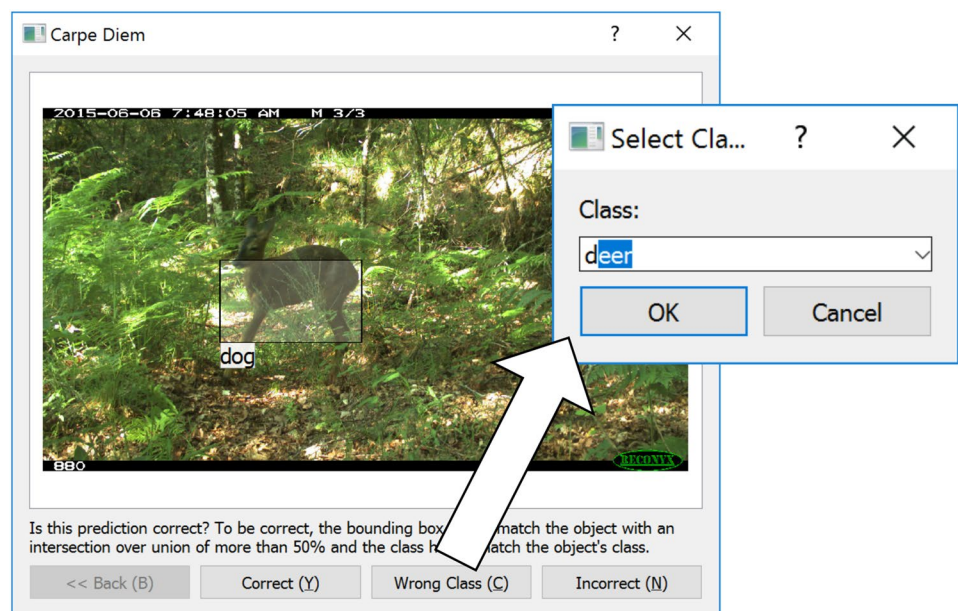 Carpe Diem
?
2015-06-06 7:48:05 AM M 3/3
dog
880
RECONYX
Is this prediction correct? To be correct, the bounding box match the object with an
intersection over union of more than 50% and the class h atch the object's class.
<< Back (B)
Correct (Y)
Wrong Class (C)
Incorrect (N)
Select Cla...
?
Class:
deer
OK
Cancel